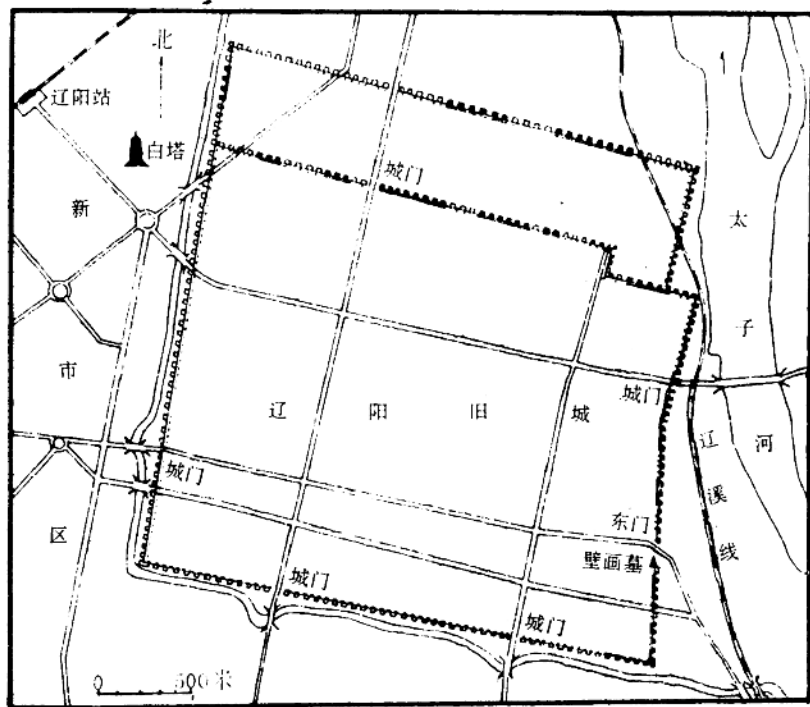 北
辽阳站
白塔
新
市
区
城门
太
子
河
辽阳旧城
城门
城门
辽
溪
线
东门
壁画墓
城门
城门
0 500米